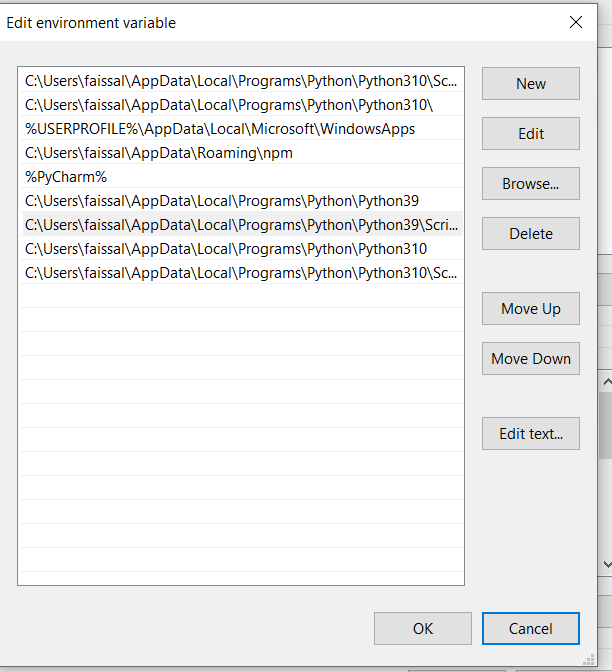 Edit environment variable
C:\Users\faissal\AppData\Local\Programs\Python\Python310\Sc...
New
C:\Users\faissal\AppData\Local\Programs\Python\Python310\
%USERPROFILE%\AppData\Local\Microsoft\WindowsApps
Edit
C:\Users\faissal\AppData\Roaming\npm
%PyCharm%
Browse...
C:\Users\faissal\AppData\Local\Programs\Python\Python39
C:\Users\faissal\AppData\Local\Programs\Python\Python39\Scri...
Delete
C:\Users\faissal\AppData\Local\Programs\Python\Python310
C:\Users\faissal\AppData\Local\Programs\Python\Python310\Sc...
Move Up
Move Down
Edit text...
OK
Cancel